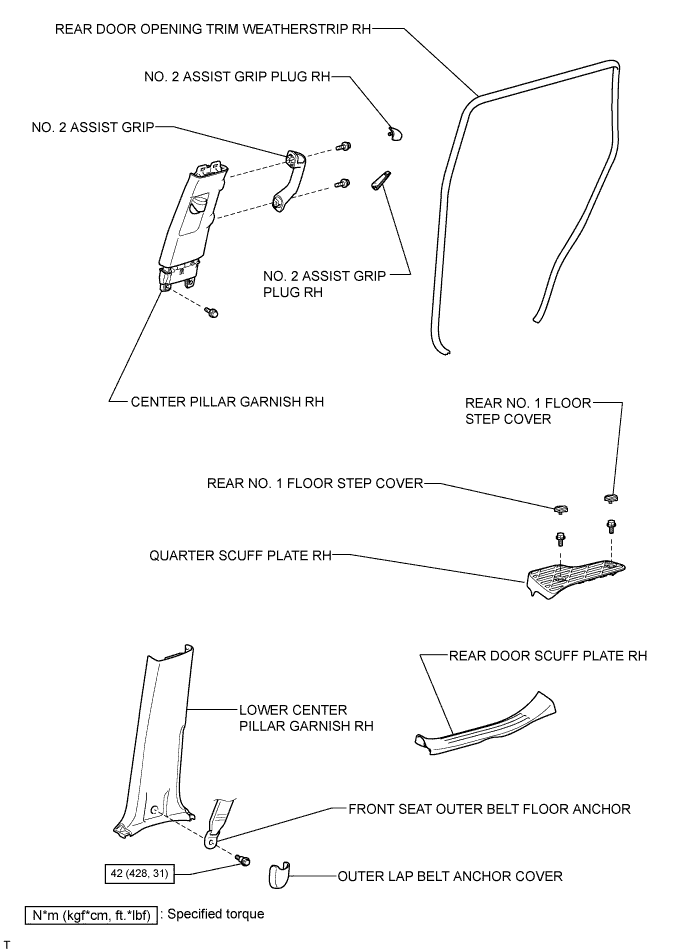 REAR DOOR OPENING TRIM WEATHERSTRIP RH
NO. 2 ASSIST GRIP PLUG RH
NO. 2 ASSIST GRIP
NO. 2 ASSIST GRIP
PLUG RH
CENTER PILLAR GARNISH RH
REAR NO. 1 FLOOR
STEP COVER
REAR NO. 1 FLOOR STEP COVER
QUARTER SCUFF PLATE RH
REAR DOOR SCUFF PLATE RH
LOWER CENTER
PILLAR GARNISH RH
FRONT SEAT OUTER BELT FLOOR ANCHOR
42 (428, 31)
OUTER LAP BELT ANCHOR COVER
N*m (kgf*cm, ft.*lbf) : Specified torque
T